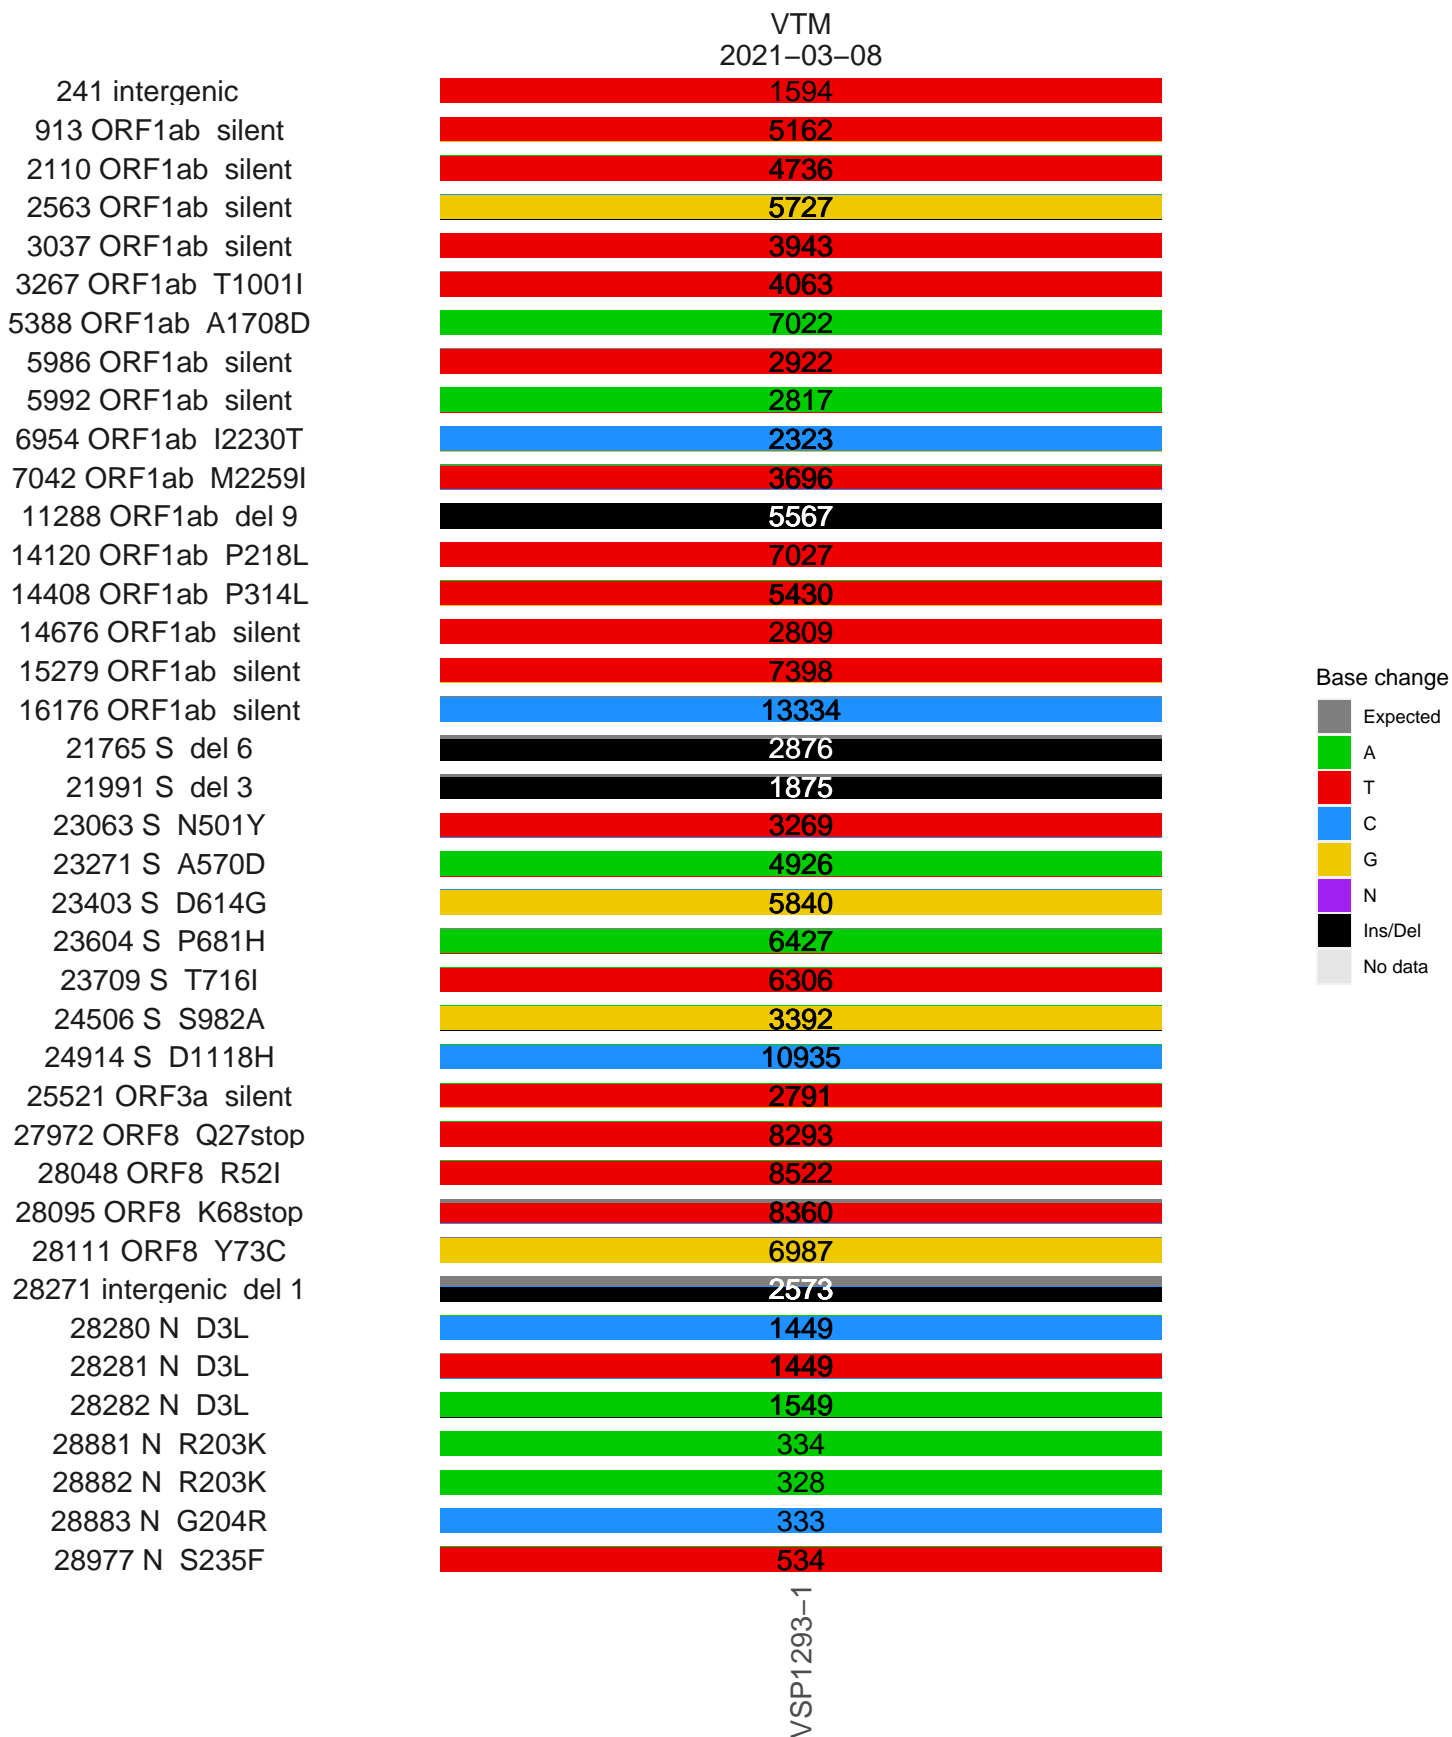 VTM
2021−03−08
241 intergenic 1594
913 ORF1ab silent 5162
2110 ORF1ab silent 4736
2563 ORF1ab silent 5727
3037 ORF1ab silent 3943
3267 ORF1ab T1001I 4063
5388 ORF1ab A1708D 7022
5986 ORF1ab silent 2922
5992 ORF1ab silent 2817
6954 ORF1ab I2230T 2323
7042 ORF1ab M2259I 3696
11288 ORF1ab del 9 5567
14120 ORF1ab P218L 7027
14408 ORF1ab P314L 5430
14676 ORF1ab silent 2809
15279 ORF1ab silent 7398
16176 ORF1ab silent 13334
21765 S del 6 2876
21991 S del 3 1875
23063 S N501Y 3269
23271 S A570D 4926
23403 S D614G 5840
23604 S P681H 6427
23709 S T716I 6306
24506 S S982A 3392
24914 S D1118H 10935
25521 ORF3a silent 2791
27972 ORF8 Q27stop 8293
28048 ORF8 R52I 8522
28095 ORF8 K68stop 8360
28111 ORF8 Y73C 6987
28271 intergenic del 1 2573
28280 N D3L 1449
28281 N D3L 1449
28282 N D3L 1549
28881 N R203K 334
28882 N R203K 328
28883 N G204R 333
28977 N S235F 534
VSP1293−1
Base change
Expected
A
T
C
G
N
Ins/Del
No data